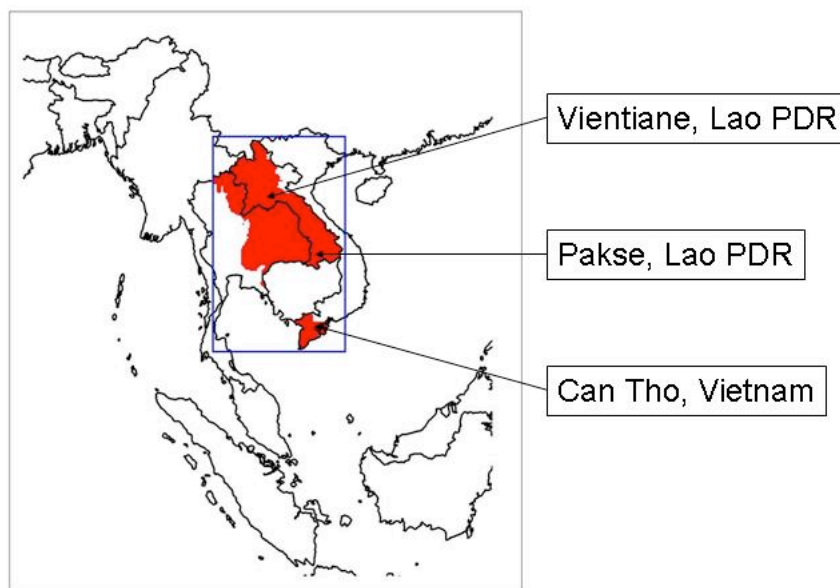 Vientiane, Lao PDR
Pakse, Lao PDR
Can Tho, Vietnam